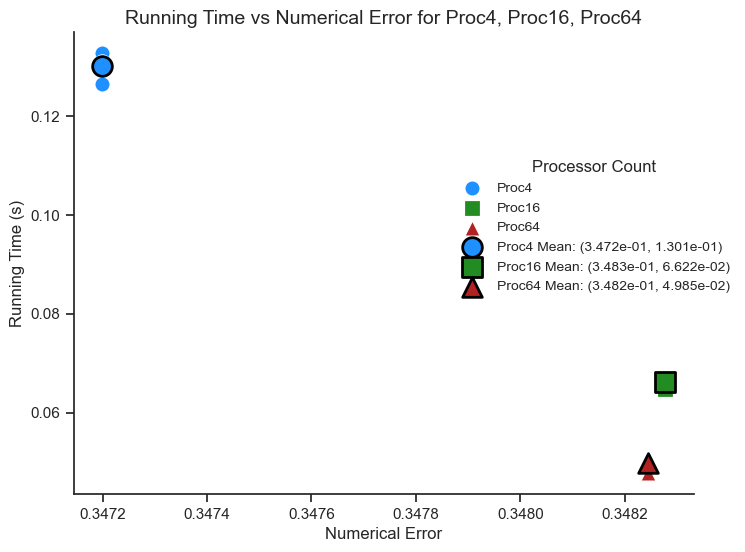 Running Time vs Numerical Error for Proc4, Proc16, Proc64
Running Time (s)
0.12
0.10
0.08
0.06
Processor Count
Proc4
Proc16
Proc64
Proc4 Mean: (3.472e-01, 1.301e-01)
Proc16 Mean: (3.483e-01, 6.622e-02)
Proc64 Mean: (3.482e-01, 4.985e-02)
0.3472 0.3474 0.3476 0.3478 0.3480 0.3482
Numerical Error